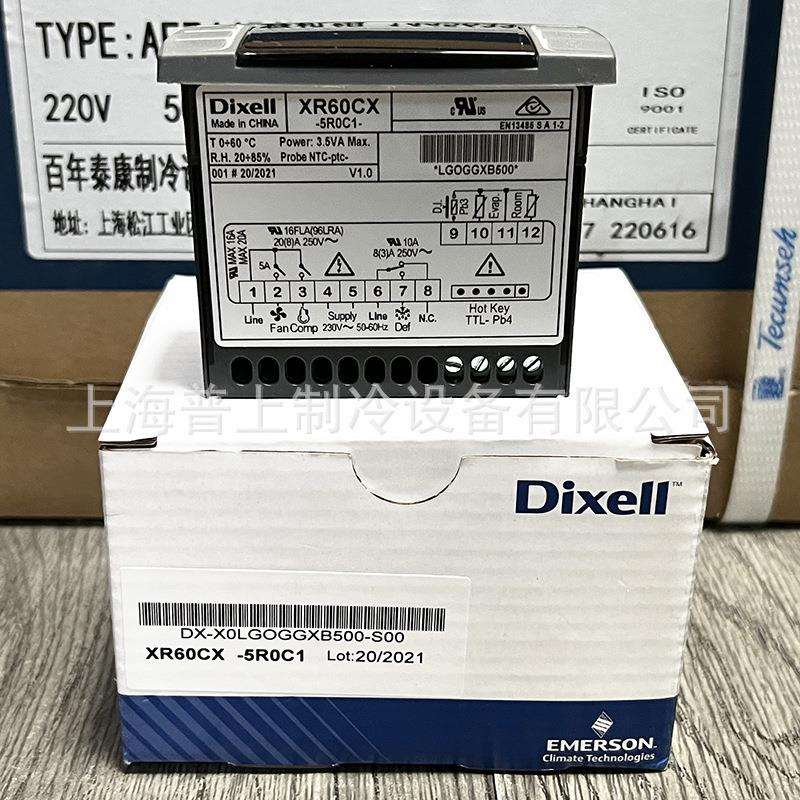 TYPE:
220V
百年泰康制冷设
地址: 上海松江工业
ISO
9001
CERTIFICATE
SHANGHAI
7 220616
Tecumseh
Dixell
Made in CHINA
XR60CX
-5R0C1-
c RU us
EN13485 S A 1-2
T 0+60 °C
Power: 3.5VA Max.
R.H. 20÷85%
Probe NTC-ptc-
001 # 20/2021
V1.0
*LGOGGXB500*
D.I.
Pb3
Evap.
Room
9 10 11 12
MAX 16A
MAX 20A
16FLA(96LRA)
20(8)A 250V~
5A
10A
8(3)A 250V~
1 2 3 4 5 6 7 8
Line
Fan
Comp
Supply
230V~ 50-60Hz
Line
Def
N.C.
Hot Key
TTL- Pb4
上海普上制冷设备有限公司
Dixell™
DX-X0LGOGGXB500-S00
XR60CX -5R0C1 Lot:20/2021
EMERSON.
Climate Technologies